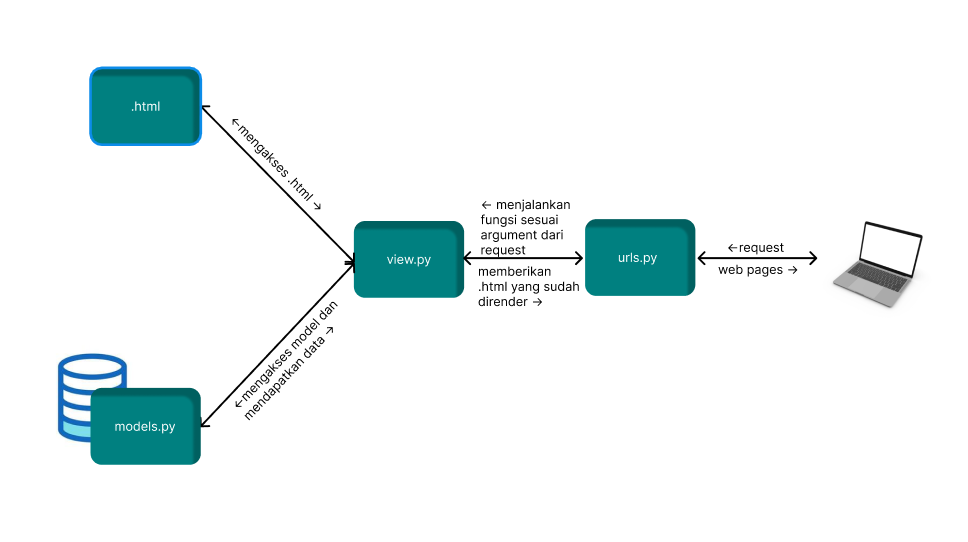 .html
←mengakses .html →
← menjalankan
fungsi sesuai
argument dari
request
view.py
urls.py
←request
web pages →
memberikan
.html yang sudah
dirender →
←mengakses model dan
mendapatkan data →
models.py